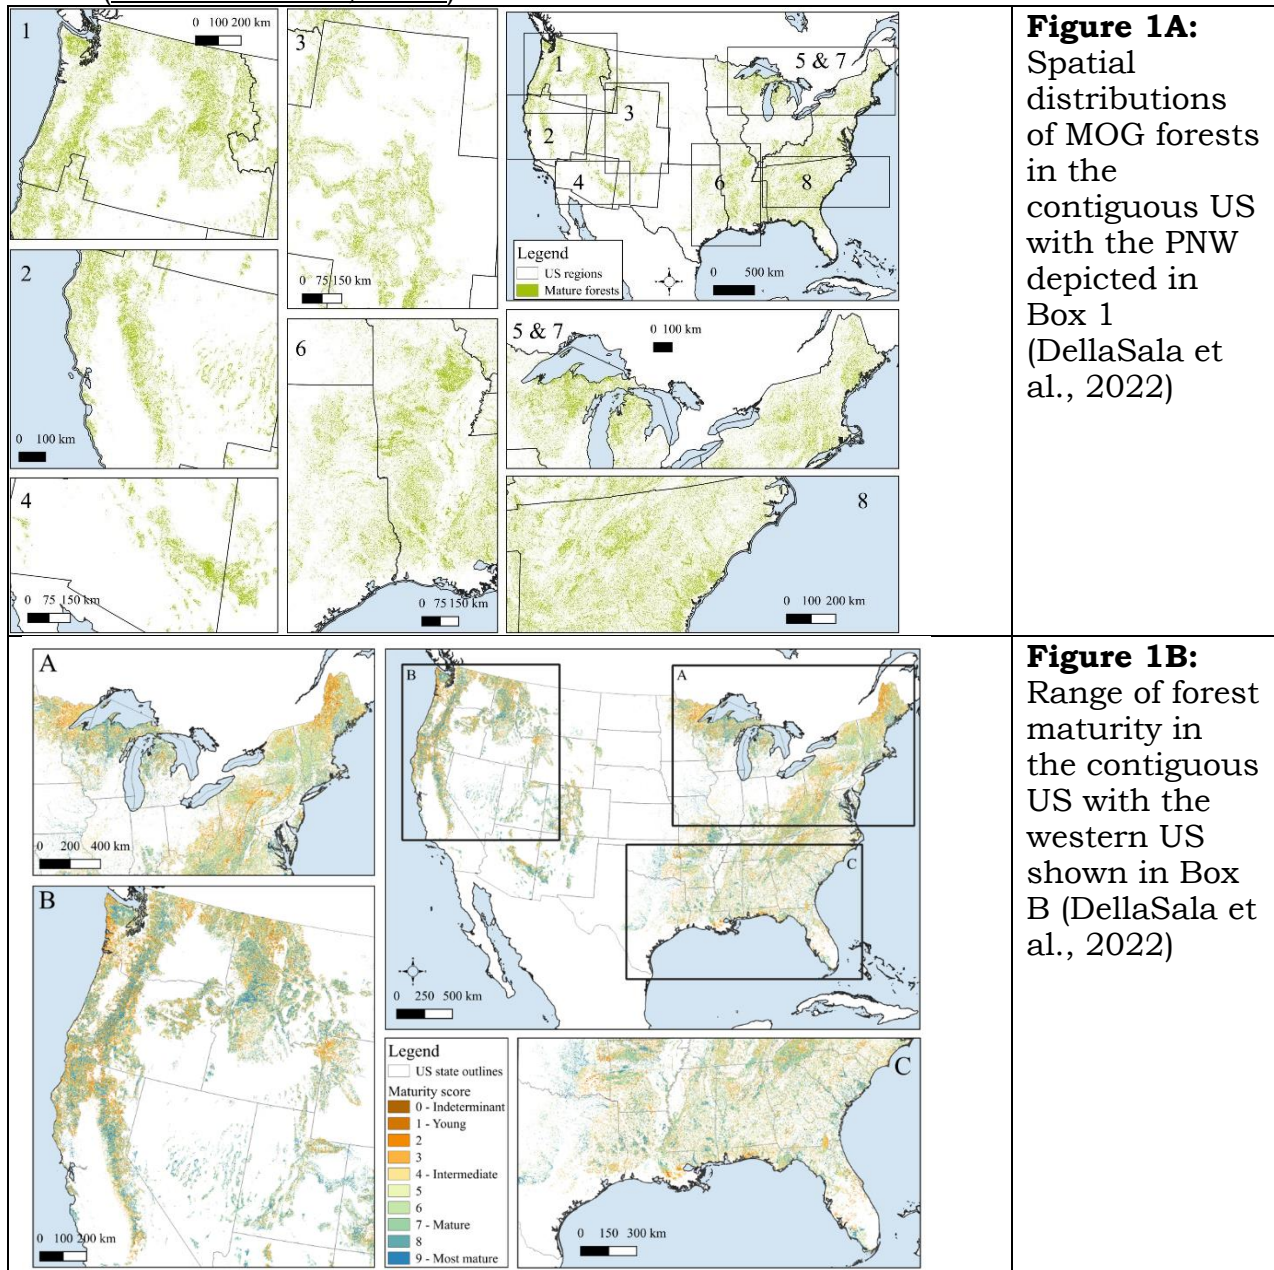 1
0 100 200 km
3
0 75 150 km
1
2
3
4
5 & 7
6
8
Legend
US regions
Mature forests
0 500 km
2
0 100 km
6
0 75 150 km
5 & 7
0 100 km
4
0 75 150 km
8
0 100 200 km
Figure 1A:
Spatial
distributions
of MOG forests
in the
contiguous US
with the PNW
depicted in
Box 1
(DellaSala et
al., 2022)
A
0 200 400 km
B
A
C
0 250 500 km
B
0 100 200 km
Legend
US state outlines
Maturity score
0 - Indeterminant
1 - Young
2
3
4 - Intermediate
5
6
7 - Mature
8
9 - Most mature
C
0 150 300 km
Figure 1B:
Range of forest
maturity in
the contiguous
US with the
western US
shown in Box
B (DellaSala et
al., 2022)